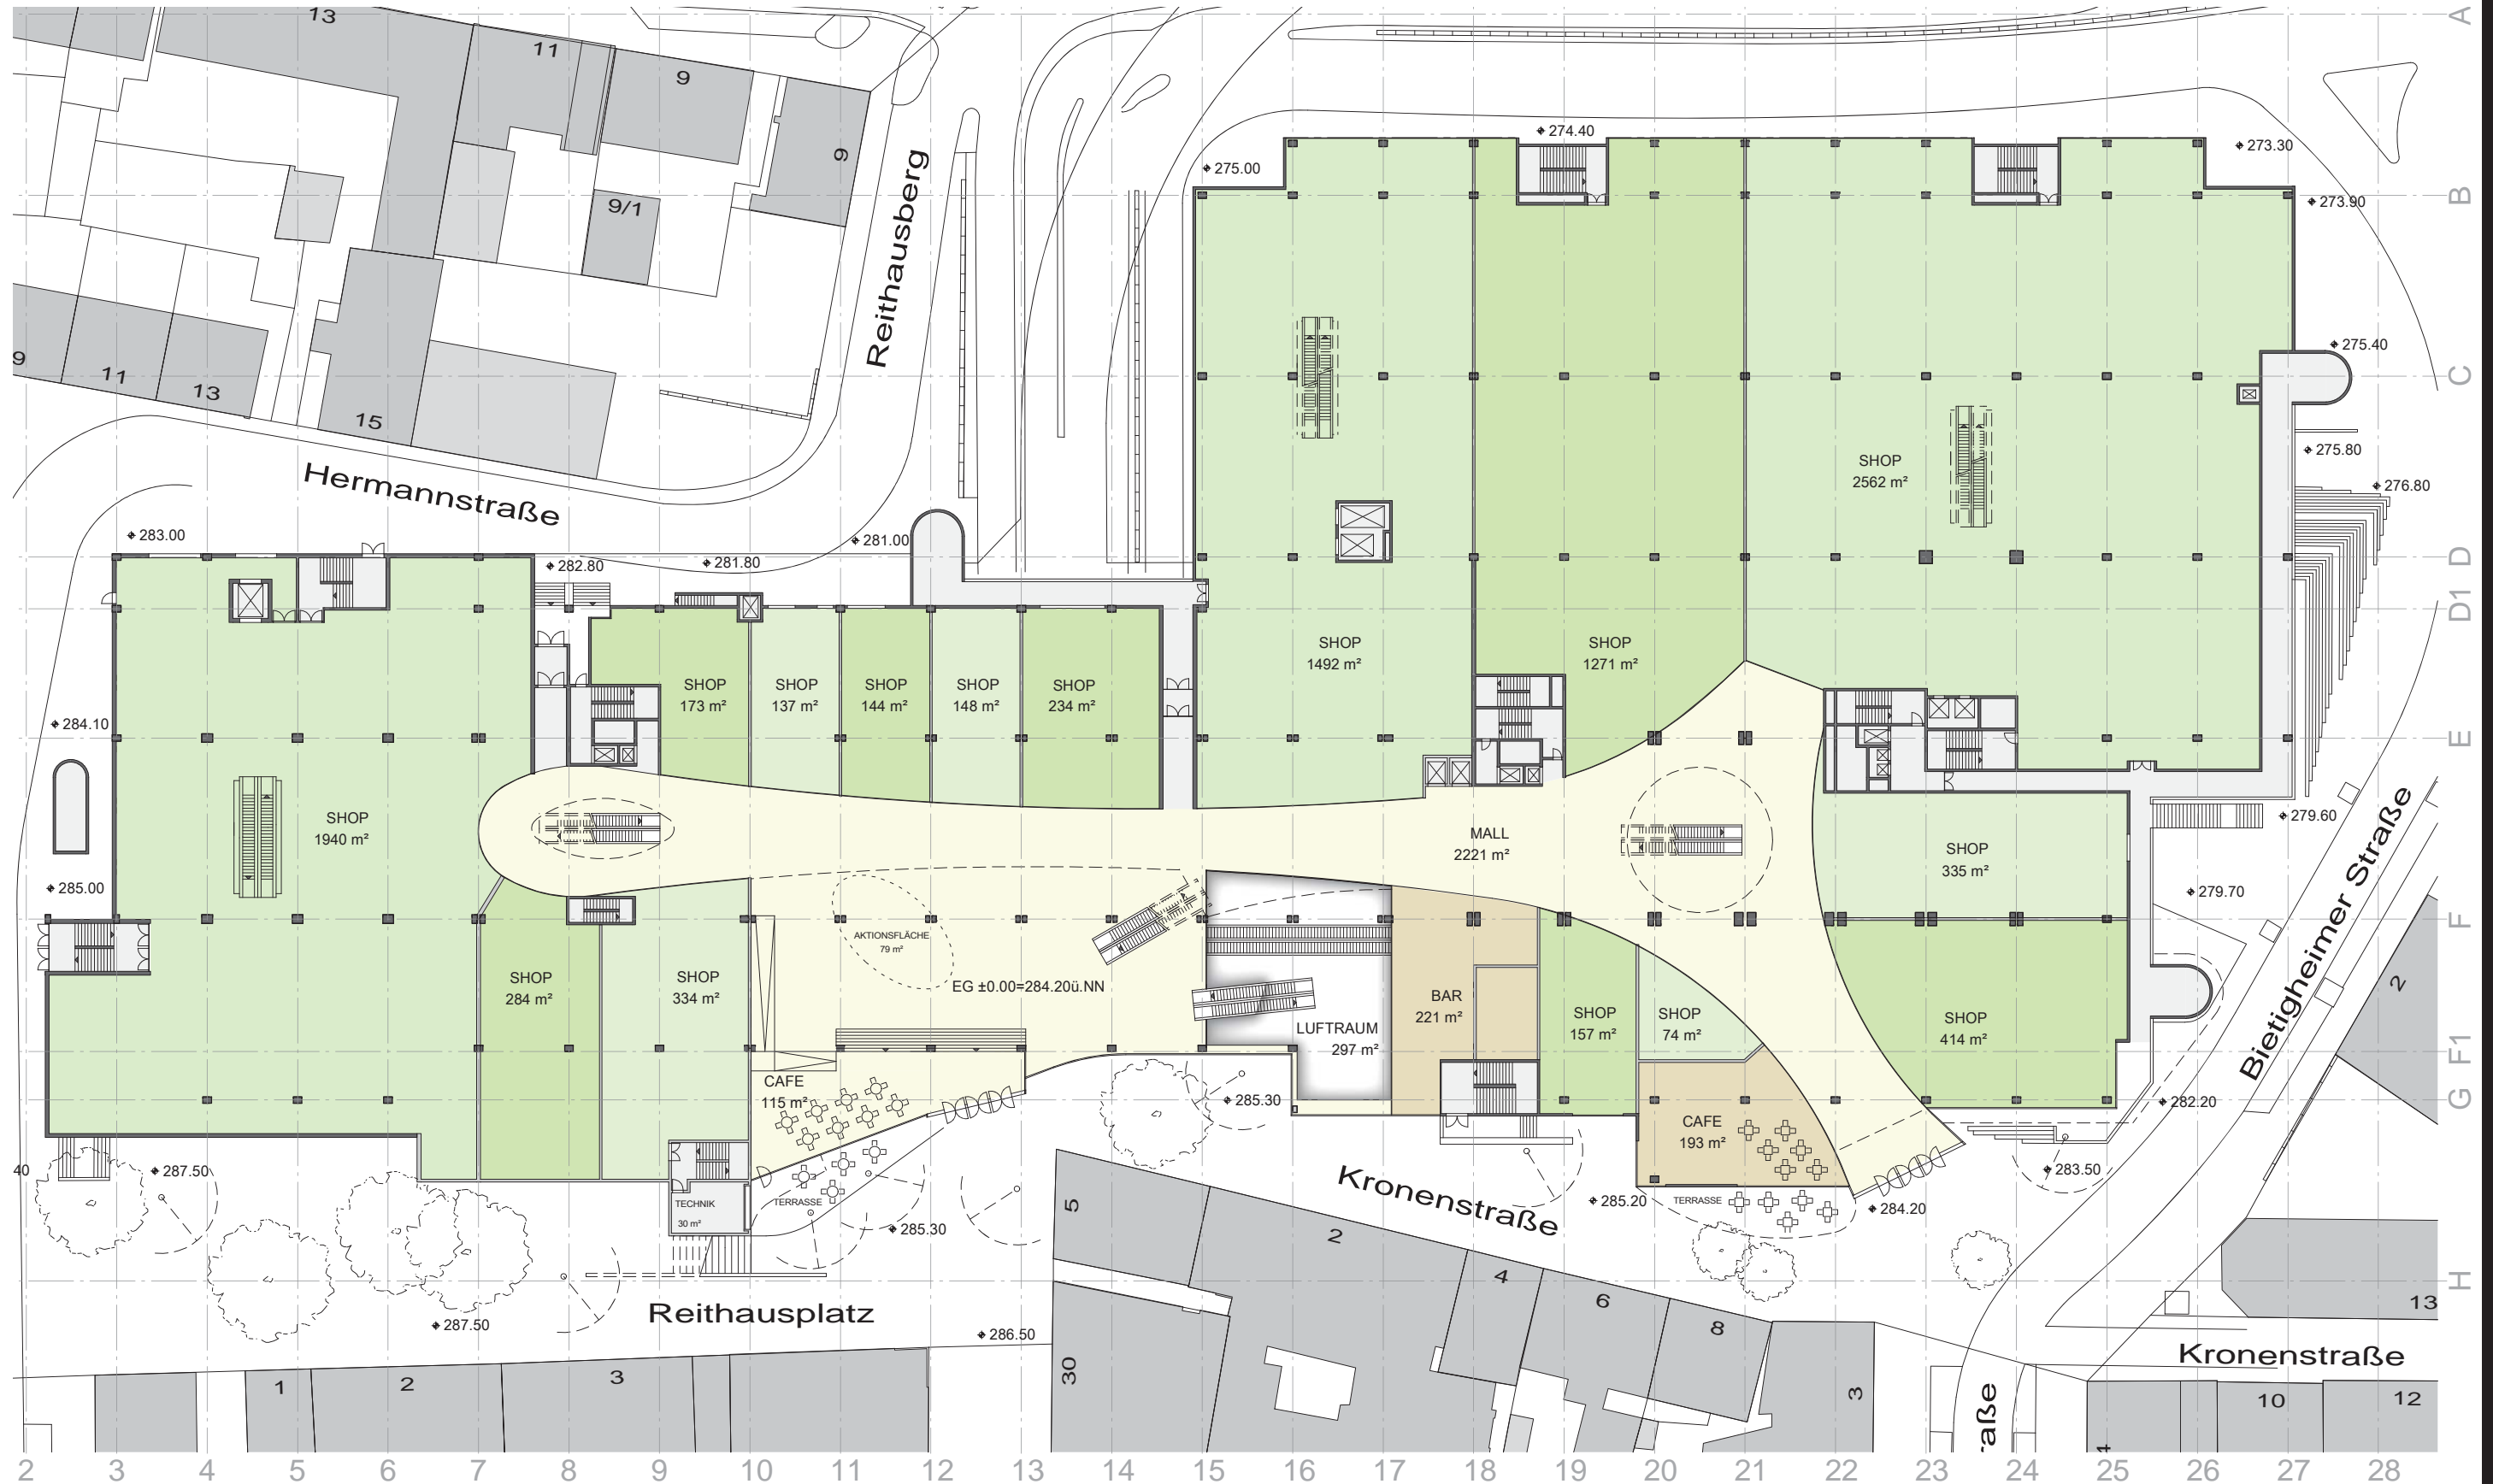 13
11
9
9
9/1
9
11
13
15
Reithausberg
Hermannstraße
A
B
C
D
D1
E
F
F1
G
H
274.40
275.00
273.30
273.90
275.40
275.80
276.80
283.00
282.80
281.80
281.00
284.10
285.00
279.60
279.70
282.20
283.50
284.20
285.20
285.30
285.30
287.50
287.50
286.50
40
SHOP
2562 m²
SHOP
1492 m²
SHOP
1271 m²
SHOP
173 m²
SHOP
137 m²
SHOP
144 m²
SHOP
148 m²
SHOP
234 m²
SHOP
1940 m²
MALL
2221 m²
SHOP
335 m²
AKTIONSFLÄCHE
79 m²
EG ±0.00=284.20ü.NN
SHOP
284 m²
SHOP
334 m²
LUFTRAUM
297 m²
BAR
221 m²
SHOP
157 m²
SHOP
74 m²
SHOP
414 m²
CAFE
115 m²
CAFE
193 m²
TECHNIK
30 m²
TERRASSE
TERRASSE
Bietigheimer Straße
Kronenstraße
Reithausplatz
Kronenstraße
raße
2
5
2
4
6
8
3
30
1
2
3
13
10
12
4
2 3 4 5 6 7 8 9 10 11 12 13 14 15 16 17 18 19 20 21 22 23 24 25 26 27 28